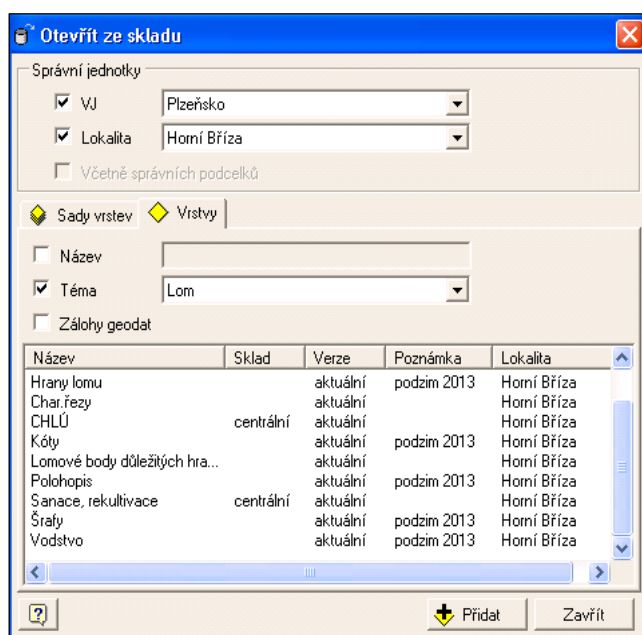 Otevřít ze skladu
Správní jednotky
VJ Plzeňsko
Lokalita Horní Bříza
Včetně správních podcelků
Sady vrstev Vrstvy
Název
Téma Lom
Zálohy geodat
Název Sklad Verze Poznámka Lokalita
Hrany lomu aktuální podzim 2013 Horní Bříza
Char.řezy aktuální Horní Bříza
CHLÚ centrální aktuální Horní Bříza
Kóty aktuální podzim 2013 Horní Bříza
Lomové body důležitých hra... aktuální Horní Bříza
Polohopis aktuální podzim 2013 Horní Bříza
Sanace, rekultivace centrální aktuální Horní Bříza
Šrafy aktuální podzim 2013 Horní Bříza
Vodstvo aktuální podzim 2013 Horní Bříza
? Přidat Zavřít